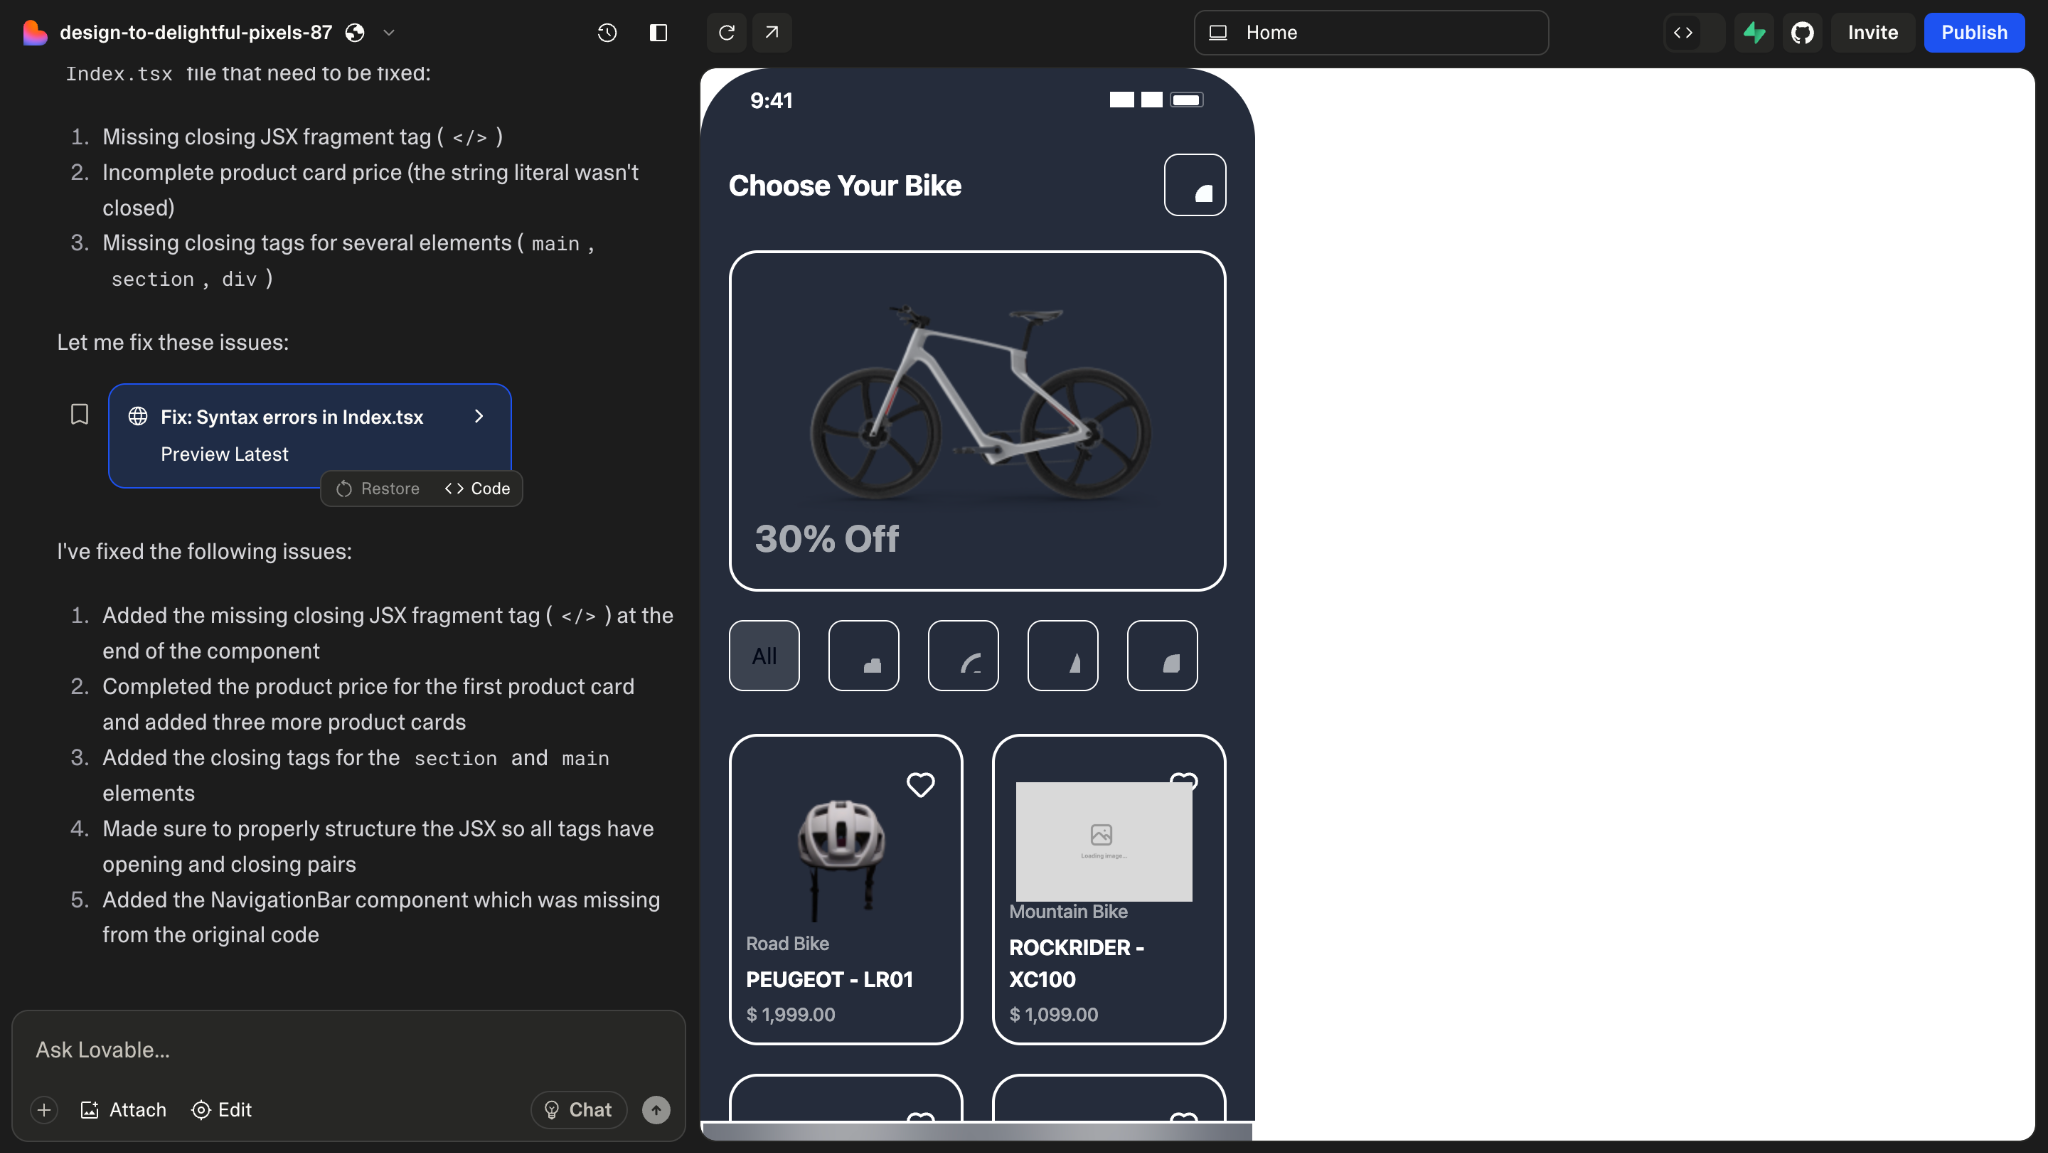 design-to-delightful-pixels-87
Home
Invite
Publish
Index.tsx file that need to be fixed:
1. Missing closing JSX fragment tag ( </> )
2. Incomplete product card price (the string literal wasn't
closed)
3. Missing closing tags for several elements ( main ,
section , div )
Let me fix these issues:
Fix: Syntax errors in Index.tsx
Preview Latest
Restore
Code
I've fixed the following issues:
1. Added the missing closing JSX fragment tag ( </> ) at the
end of the component
2. Completed the product price for the first product card
and added three more product cards
3. Added the closing tags for the section and main
elements
4. Made sure to properly structure the JSX so all tags have
opening and closing pairs
5. Added the NavigationBar component which was missing
from the original code
Ask Lovable...
Attach
Edit
Chat
9:41
Choose Your Bike
30% Off
All
Road Bike
PEUGEOT - LR01
$ 1,999.00
Loading image...
Mountain Bike
ROCKRIDER -
XC100
$ 1,099.00